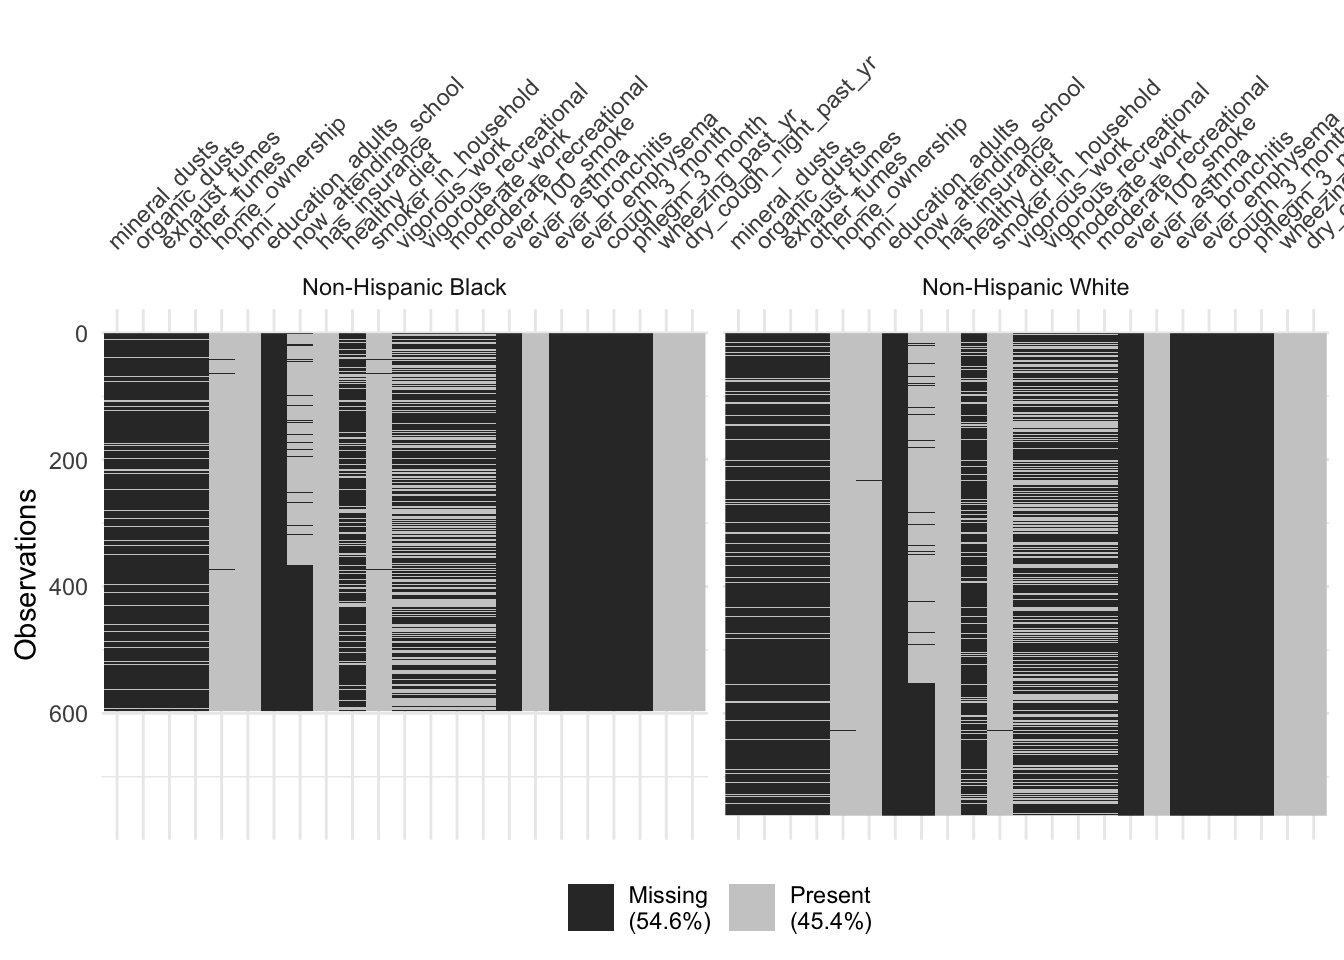 mineral_dusts
organic_dusts
exhaust_fumes
other_fumes
home_ownership
bmi
education_adults
now_attending_school
has_insurance
healthy_diet
smoker_in_household
vigorous_work
vigorous_recreational
moderate_work
moderate_recreational
ever_100_smoke
ever_asthma
ever_bronchitis
ever_emphysema
cough_3_month
phlegm_3_month
wheezing_past_yr
dry_cough_night_past_yr
mineral_dusts
organic_dusts
exhaust_fumes
other_fumes
home_ownership
bmi
education_adults
now_attending_school
has_insurance
healthy_diet
smoker_in_household
vigorous_work
vigorous_recreational
moderate_work
moderate_recreational
ever_100_smoke
ever_asthma
ever_bronchitis
ever_emphysema
cough_3_month
phlegm_3_m
wheezing
dry_
Non-Hispanic Black
Non-Hispanic White
Observations
0
200
400
600
Missing
(54.6%)
Present
(45.4%)